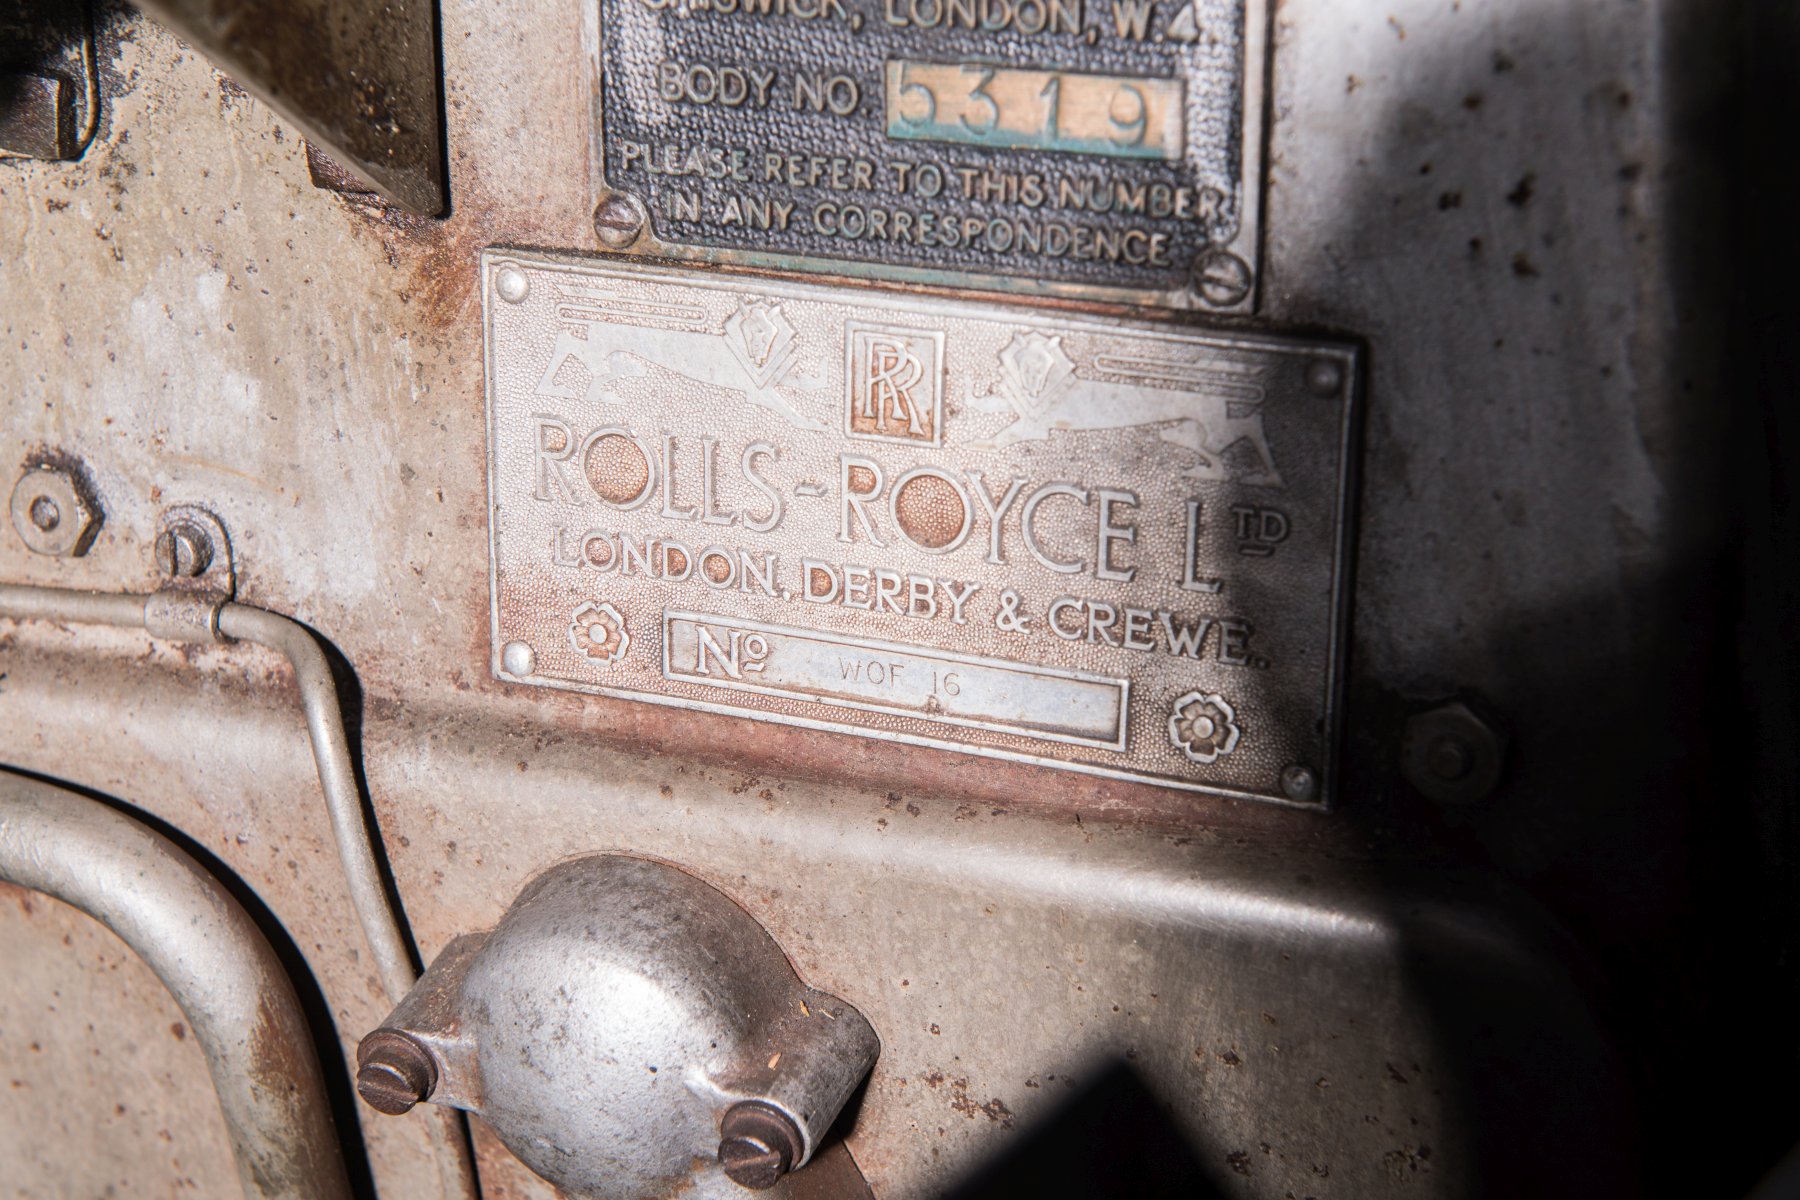 CHISWICK, LONDON, W.4.
BODY NO 5319
PLEASE REFER TO THIS NUMBER
IN ANY CORRESPONDENCE
RR
ROLLS-ROYCE LTD
LONDON, DERBY & CREWE.
No WOF 16